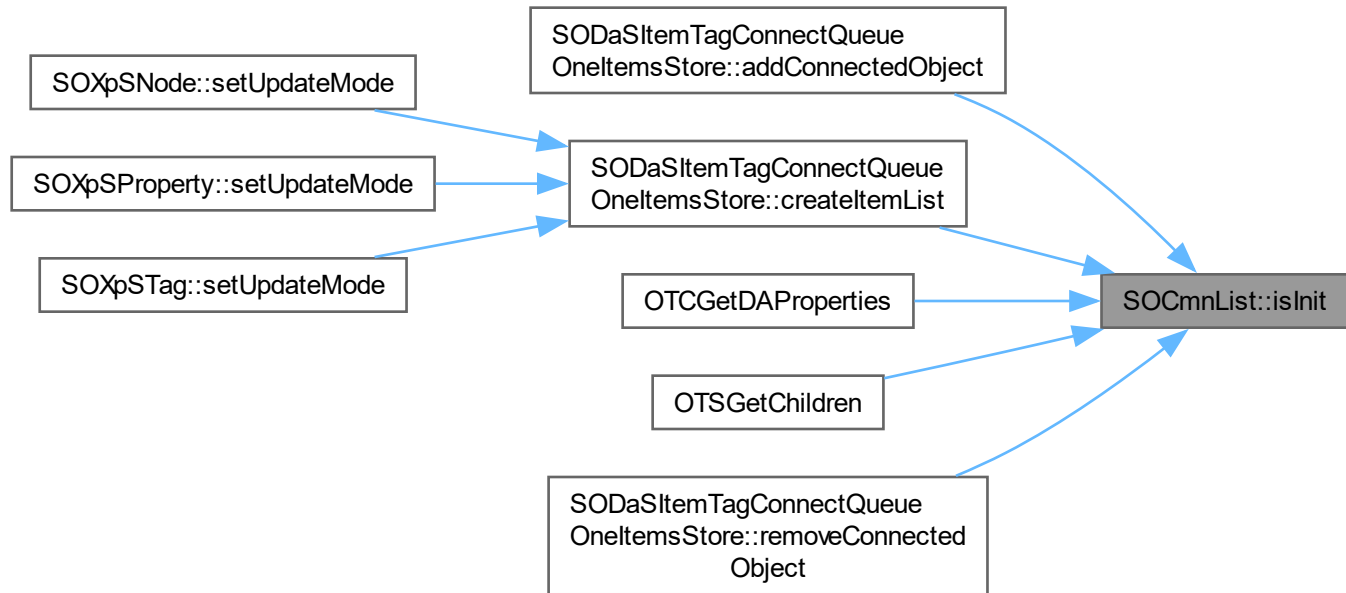 SODaSItemTagConnectQueue
OneItemsStore::addConnectedObject
SOXpSNode::setUpdateMode
SODaSItemTagConnectQueue
OneItemsStore::createItemList
SOXpSProperty::setUpdateMode
SOXpSTag::setUpdateMode
OTCGetDAProperties
SOCmnList::isInit
OTSGetChildren
SODaSItemTagConnectQueue
OneItemsStore::removeConnected
Object